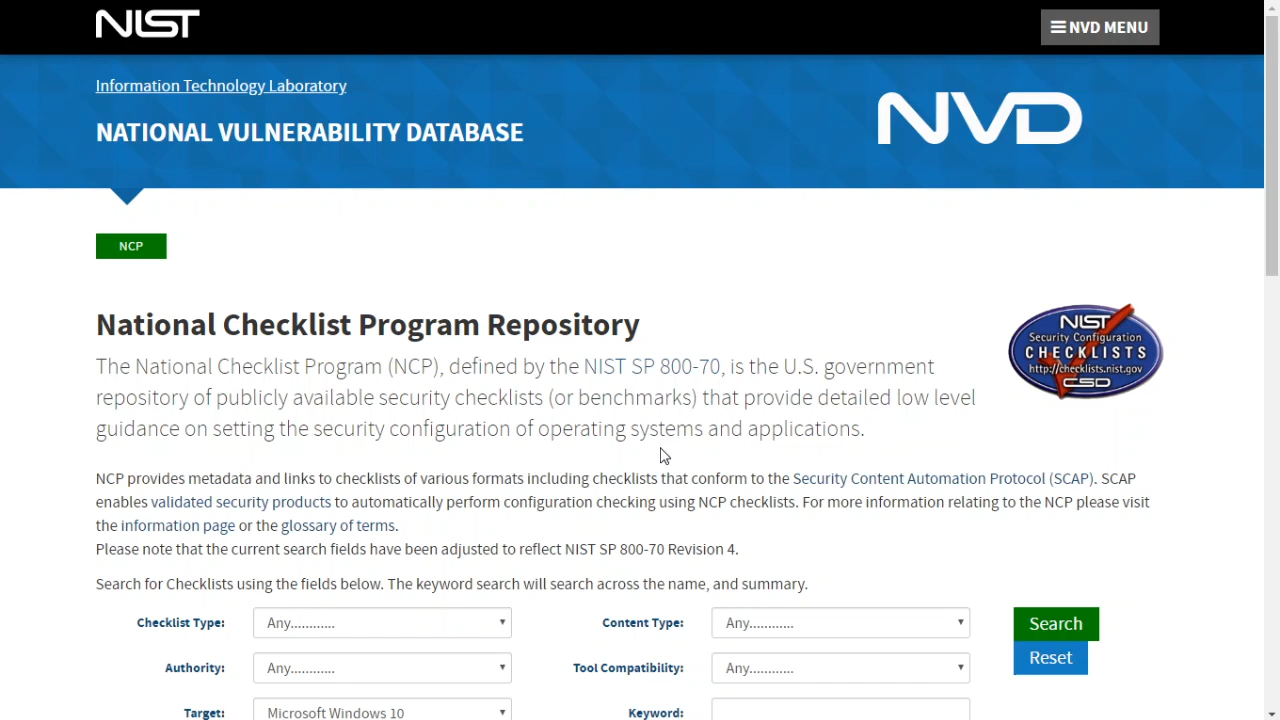 NIST
NVD MENU
Information Technology Laboratory
NATIONAL VULNERABILITY DATABASE
NVD
NCP
National Checklist Program Repository
The National Checklist Program (NCP), defined by the NIST SP 800-70, is the U.S. government
repository of publicly available security checklists (or benchmarks) that provide detailed low level
guidance on setting the security configuration of operating systems and applications.
NIST
Security Configuration
CHECKLISTS
http://checklists.nist.gov
CSD
NCP provides metadata and links to checklists of various formats including checklists that conform to the Security Content Automation Protocol (SCAP). SCAP
enables validated security products to automatically perform configuration checking using NCP checklists. For more information relating to the NCP please visit
the information page or the glossary of terms.
Please note that the current search fields have been adjusted to reflect NIST SP 800-70 Revision 4.
Search for Checklists using the fields below. The keyword search will search across the name, and summary.
Checklist Type: Any............ Content Type: Any............ Search
Authority: Any............ Tool Compatibility: Any............ Reset
Target: Microsoft Windows 10 Keyword: